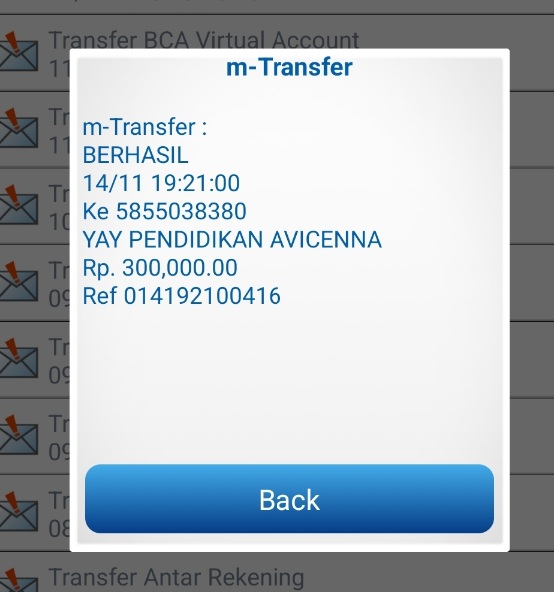 Transfer BCA Virtual Account
11
m-Transfer
m-Transfer :
BERHASIL
14/11 19:21:00
Ke 5855038380
YAY PENDIDIKAN AVICENNA
Rp. 300,000.00
Ref 014192100416
Tr
11
Tr
10
Tr
09
Tr
09
Tr
09
Tr
08
Back
Transfer Antar Rekening